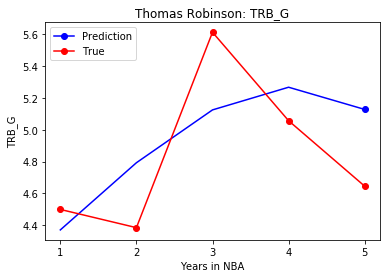 Thomas Robinson: TRB_G
Prediction
True
TRB_G
5.6
5.4
5.2
5.0
4.8
4.6
4.4
1 2 3 4 5
Years in NBA